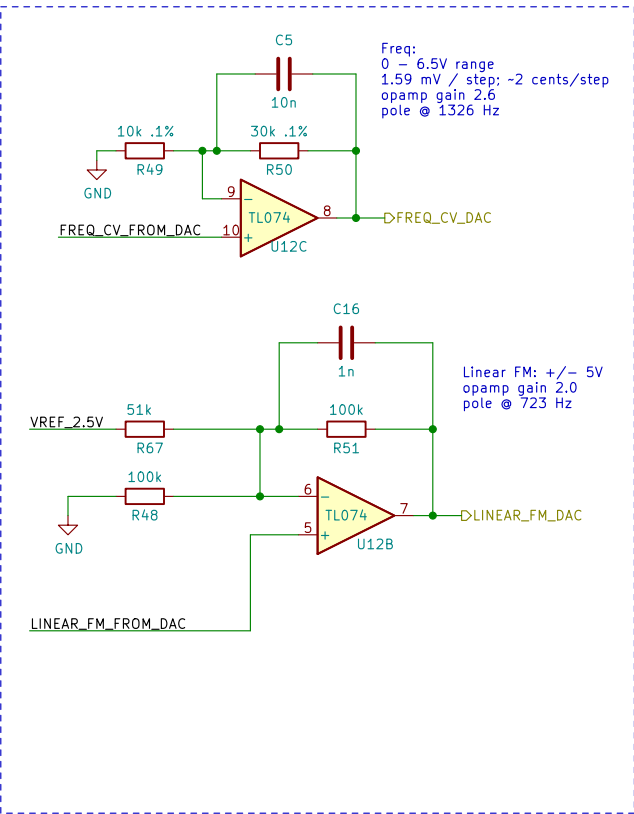 C5
10n
Freq:
0 – 6.5V range
1.59 mV / step; ~2 cents/step
opamp gain 2.6
pole @ 1326 Hz
10k .1%
R49
30k .1%
R50
GND
9
−
TL074
8
FREQ_CV_DAC
FREQ_CV_FROM_DAC
10
+
U12C
C16
1n
Linear FM: +/− 5V
opamp gain 2.0
pole @ 723 Hz
VREF_2.5V
51k
R67
100k
R51
100k
R48
GND
6
−
TL074
7
LINEAR_FM_DAC
5
+
U12B
LINEAR_FM_FROM_DAC